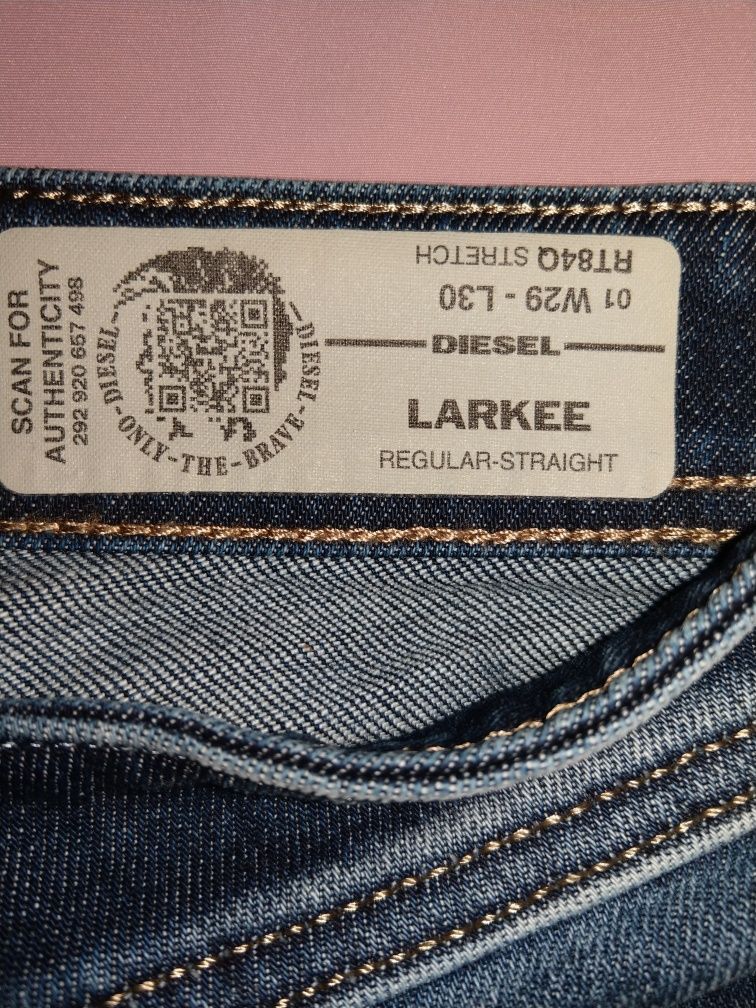 SCAN FOR
AUTHENTICITY
292 920 657 498
DIESEL-ONLY-THE-BRAVE-DIESEL
RT84Q STRETCH
01 W29 - L30
DIESEL
LARKEE
REGULAR-STRAIGHT